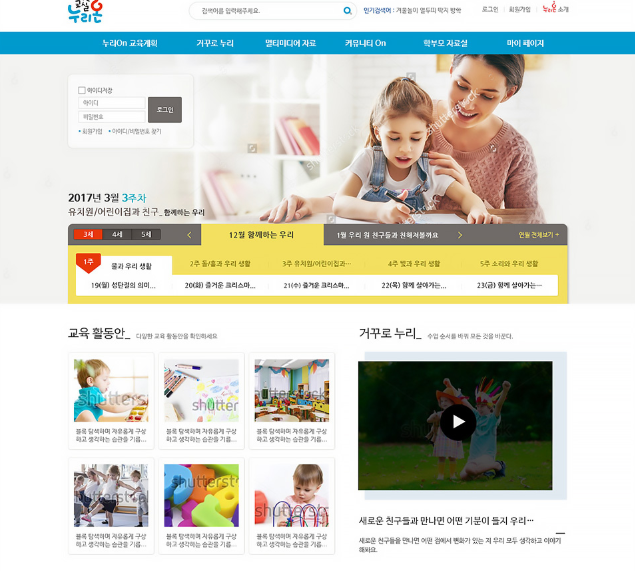 교실
누리온
검색어를 입력해주세요.
인기검색어 : 겨울놀이 열두띠 딱지 방학
로그인 회원가입 누리온 소개
누리On 교육계획 거꾸로 누리 멀티미디어 자료 커뮤니티 On 학부모 자료실 마이 페이지
아이디저장
아이디
비밀번호
로그인
회원가입 아이디/비밀번호 찾기
2017년 3월 3주차
유치원/어린이집과 친구_ 함께하는 우리
3세 4세 5세 < 12월 함께하는 우리 1월 우리 원 친구들과 친해져볼까요 > 연월 전체보기 +
1주 물과 우리 생활 2주 돌/흙과 우리 생활 3주 유치원/어린이집과… 4주 빛과 우리 생활 5주 소리와 우리 생활
19(월) 성탄절의 의미... 20(화) 즐거운 크리스마... 21(수) 즐거운 크리스마... 22(목) 함께 살아가는... 23(금) 함께 살아가는...
교육 활동안_ 다양한 교육 활동안을 확인하세요
거꾸로 누리_ 수업 순서를 바꿔 모든 것을 바꾼다.
shutterstock
블록 탐색하며 자유롭게 구상
하고 생각하는 습관을 기름...
블록 탐색하며 자유롭게 구상
하고 생각하는 습관을 기름...
블록 탐색하며 자유롭게 구상
하고 생각하는 습관을 기름...
블록 탐색하며 자유롭게 구상
하고 생각하는 습관을 기름...
블록 탐색하며 자유롭게 구상
하고 생각하는 습관을 기름...
블록 탐색하며 자유롭게 구상
하고 생각하는 습관을 기름...
새로운 친구들과 만나면 어떤 기분이 들지 우리…
새로운 친구들을 만나면 어떤 점에서 변화가 있는 지 우리 모두 생각하고 이야기
해봐요.